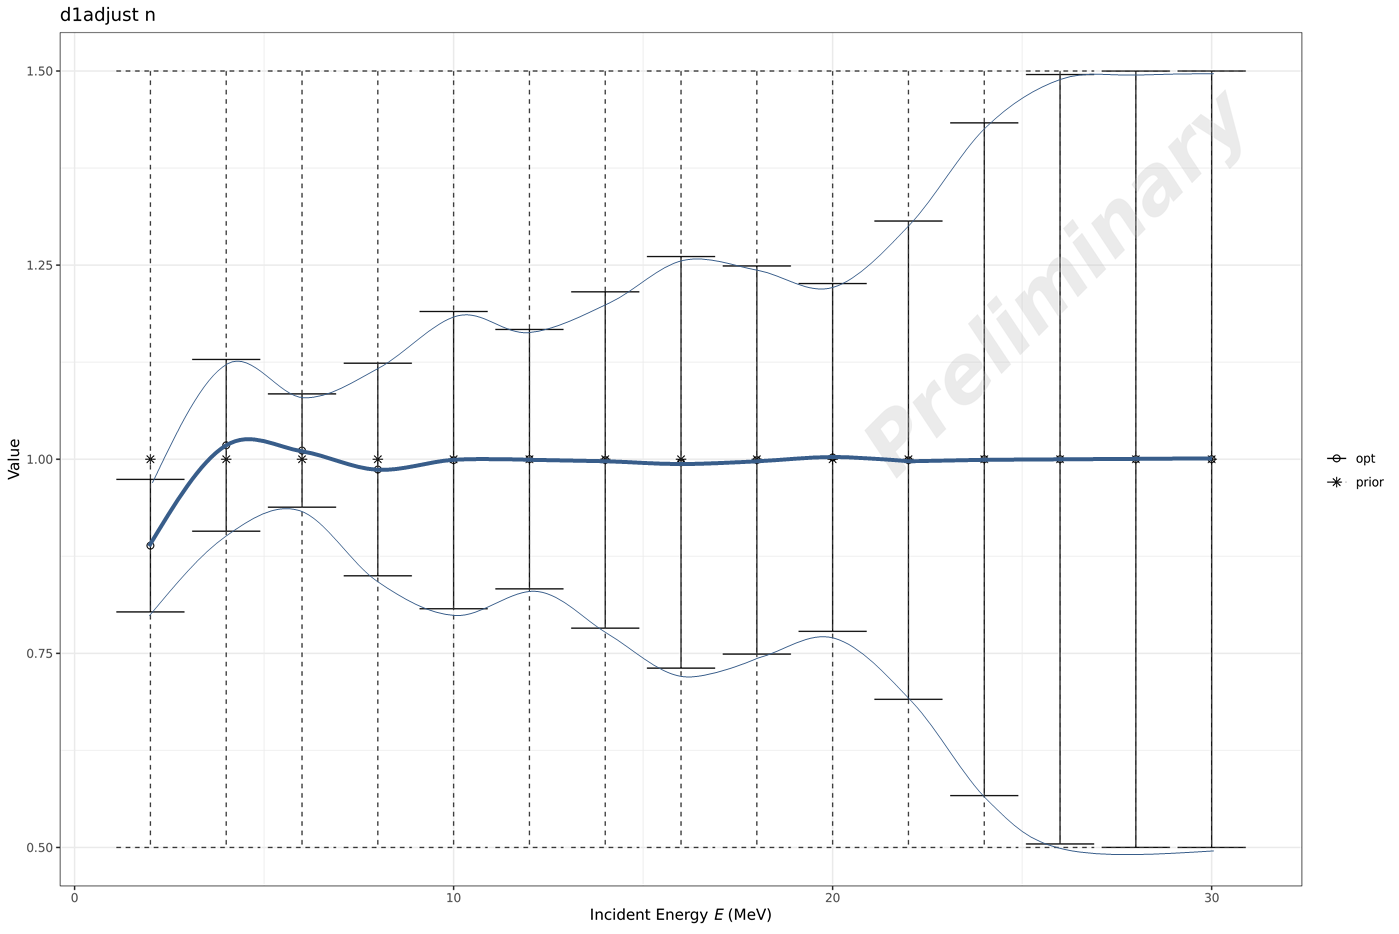 d1adjust n
1.50
1.25
1.00
0.75
0.50
Value
0
10
20
30
Incident Energy E (MeV)
opt
prior
Preliminary